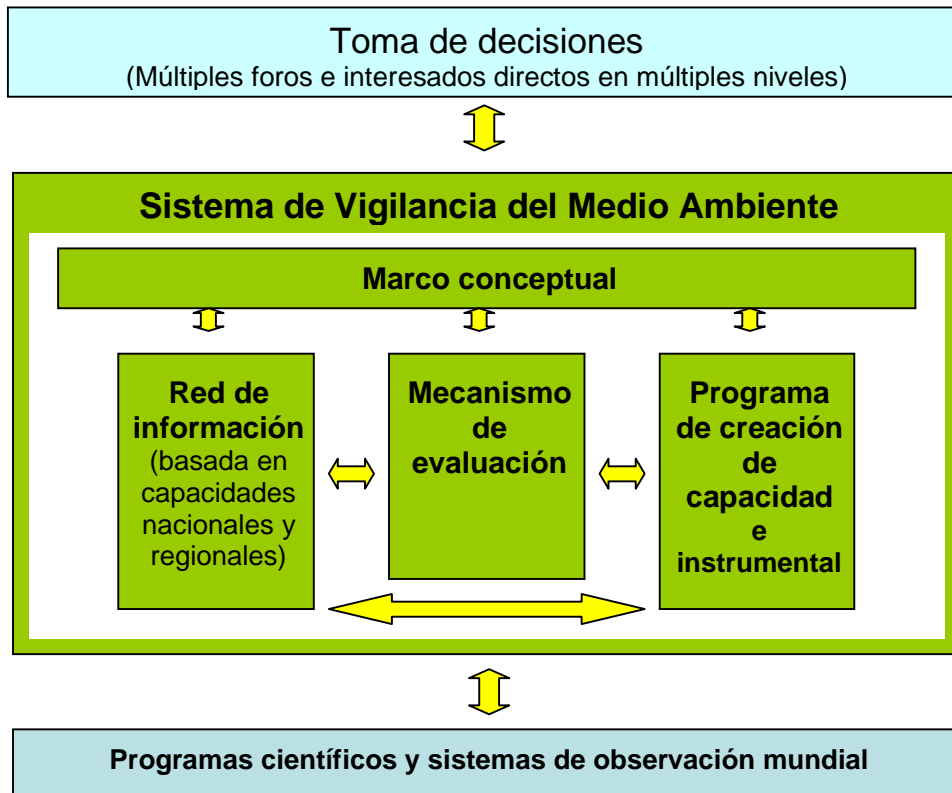 Toma de decisiones
(Múltiples foros e interesados directos en múltiples niveles)
Sistema de Vigilancia del Medio Ambiente
Marco conceptual
Red de
información
(basada en
capacidades
nacionales y
regionales)
Mecanismo
de
evaluación
Programa
de creación
de
capacidad
e
instrumental
Programas científicos y sistemas de observación mundial